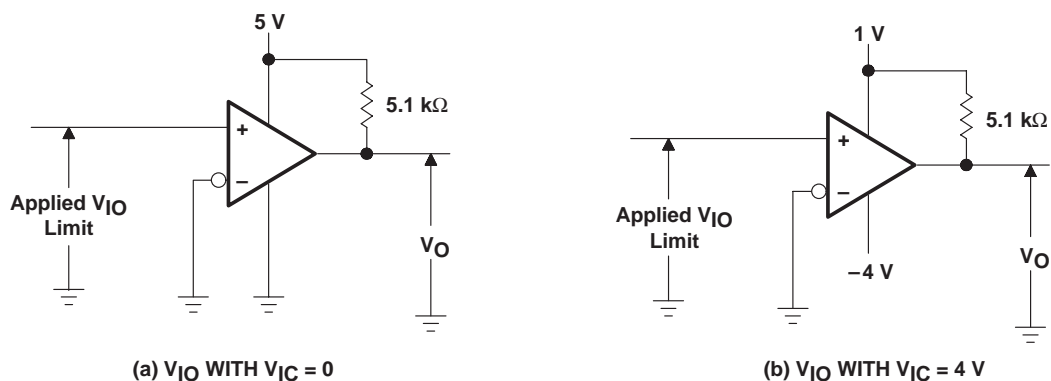 5 V
5.1 kΩ
+
−
Applied VIO
Limit
VO
(a) VIO WITH VIC = 0
1 V
5.1 kΩ
+
−
Applied VIO
Limit
−4 V
VO
(b) VIO WITH VIC = 4 V